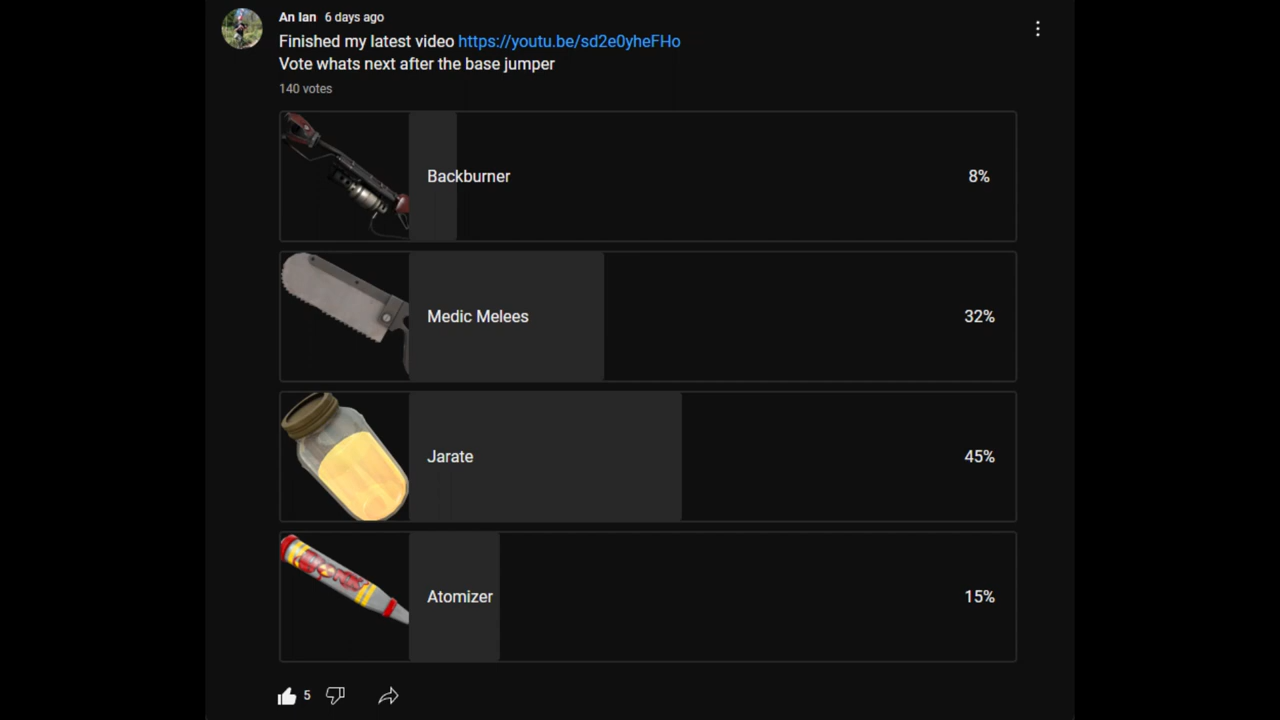 An Ian 6 days ago
Finished my latest video https://youtu.be/sd2e0yheFHo
Vote whats next after the base jumper
140 votes
Backburner 8%
Medic Melees 32%
Jarate 45%
Atomizer 15%
5